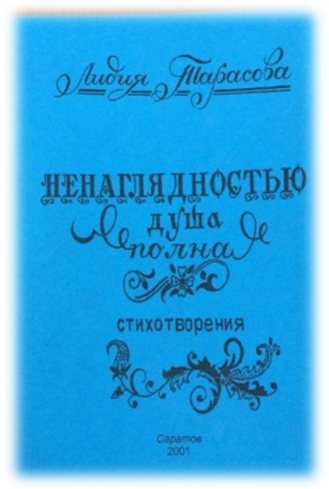 Лидия Тарасова
НЕНАГЛЯДНОСТЬЮ
душа
полна
стихотворения
Саратов
2001